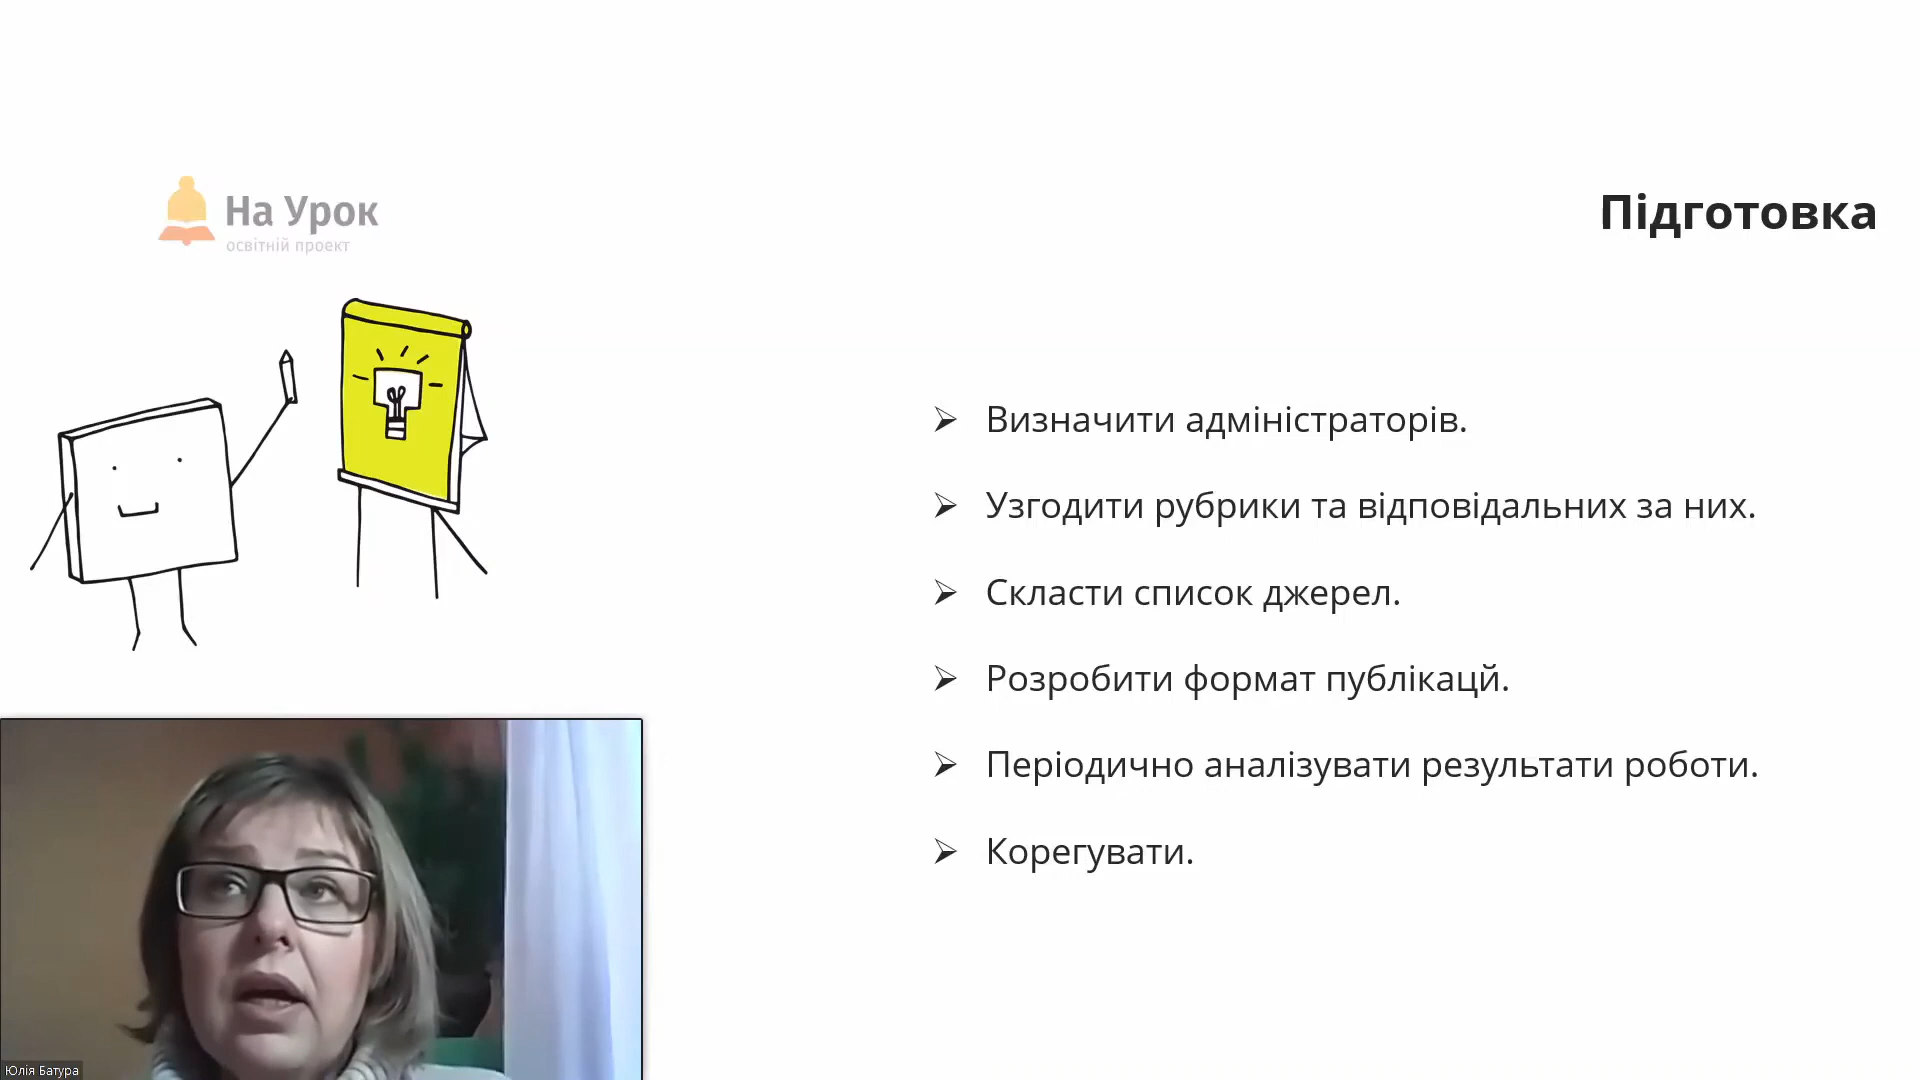 На Урок
освітній проект
Підготовка
➢ Визначити адміністраторів.
➢ Узгодити рубрики та відповідальних за них.
➢ Скласти список джерел.
➢ Розробити формат публікацй.
➢ Періодично аналізувати результати роботи.
➢ Корегувати.
Юлія Батура